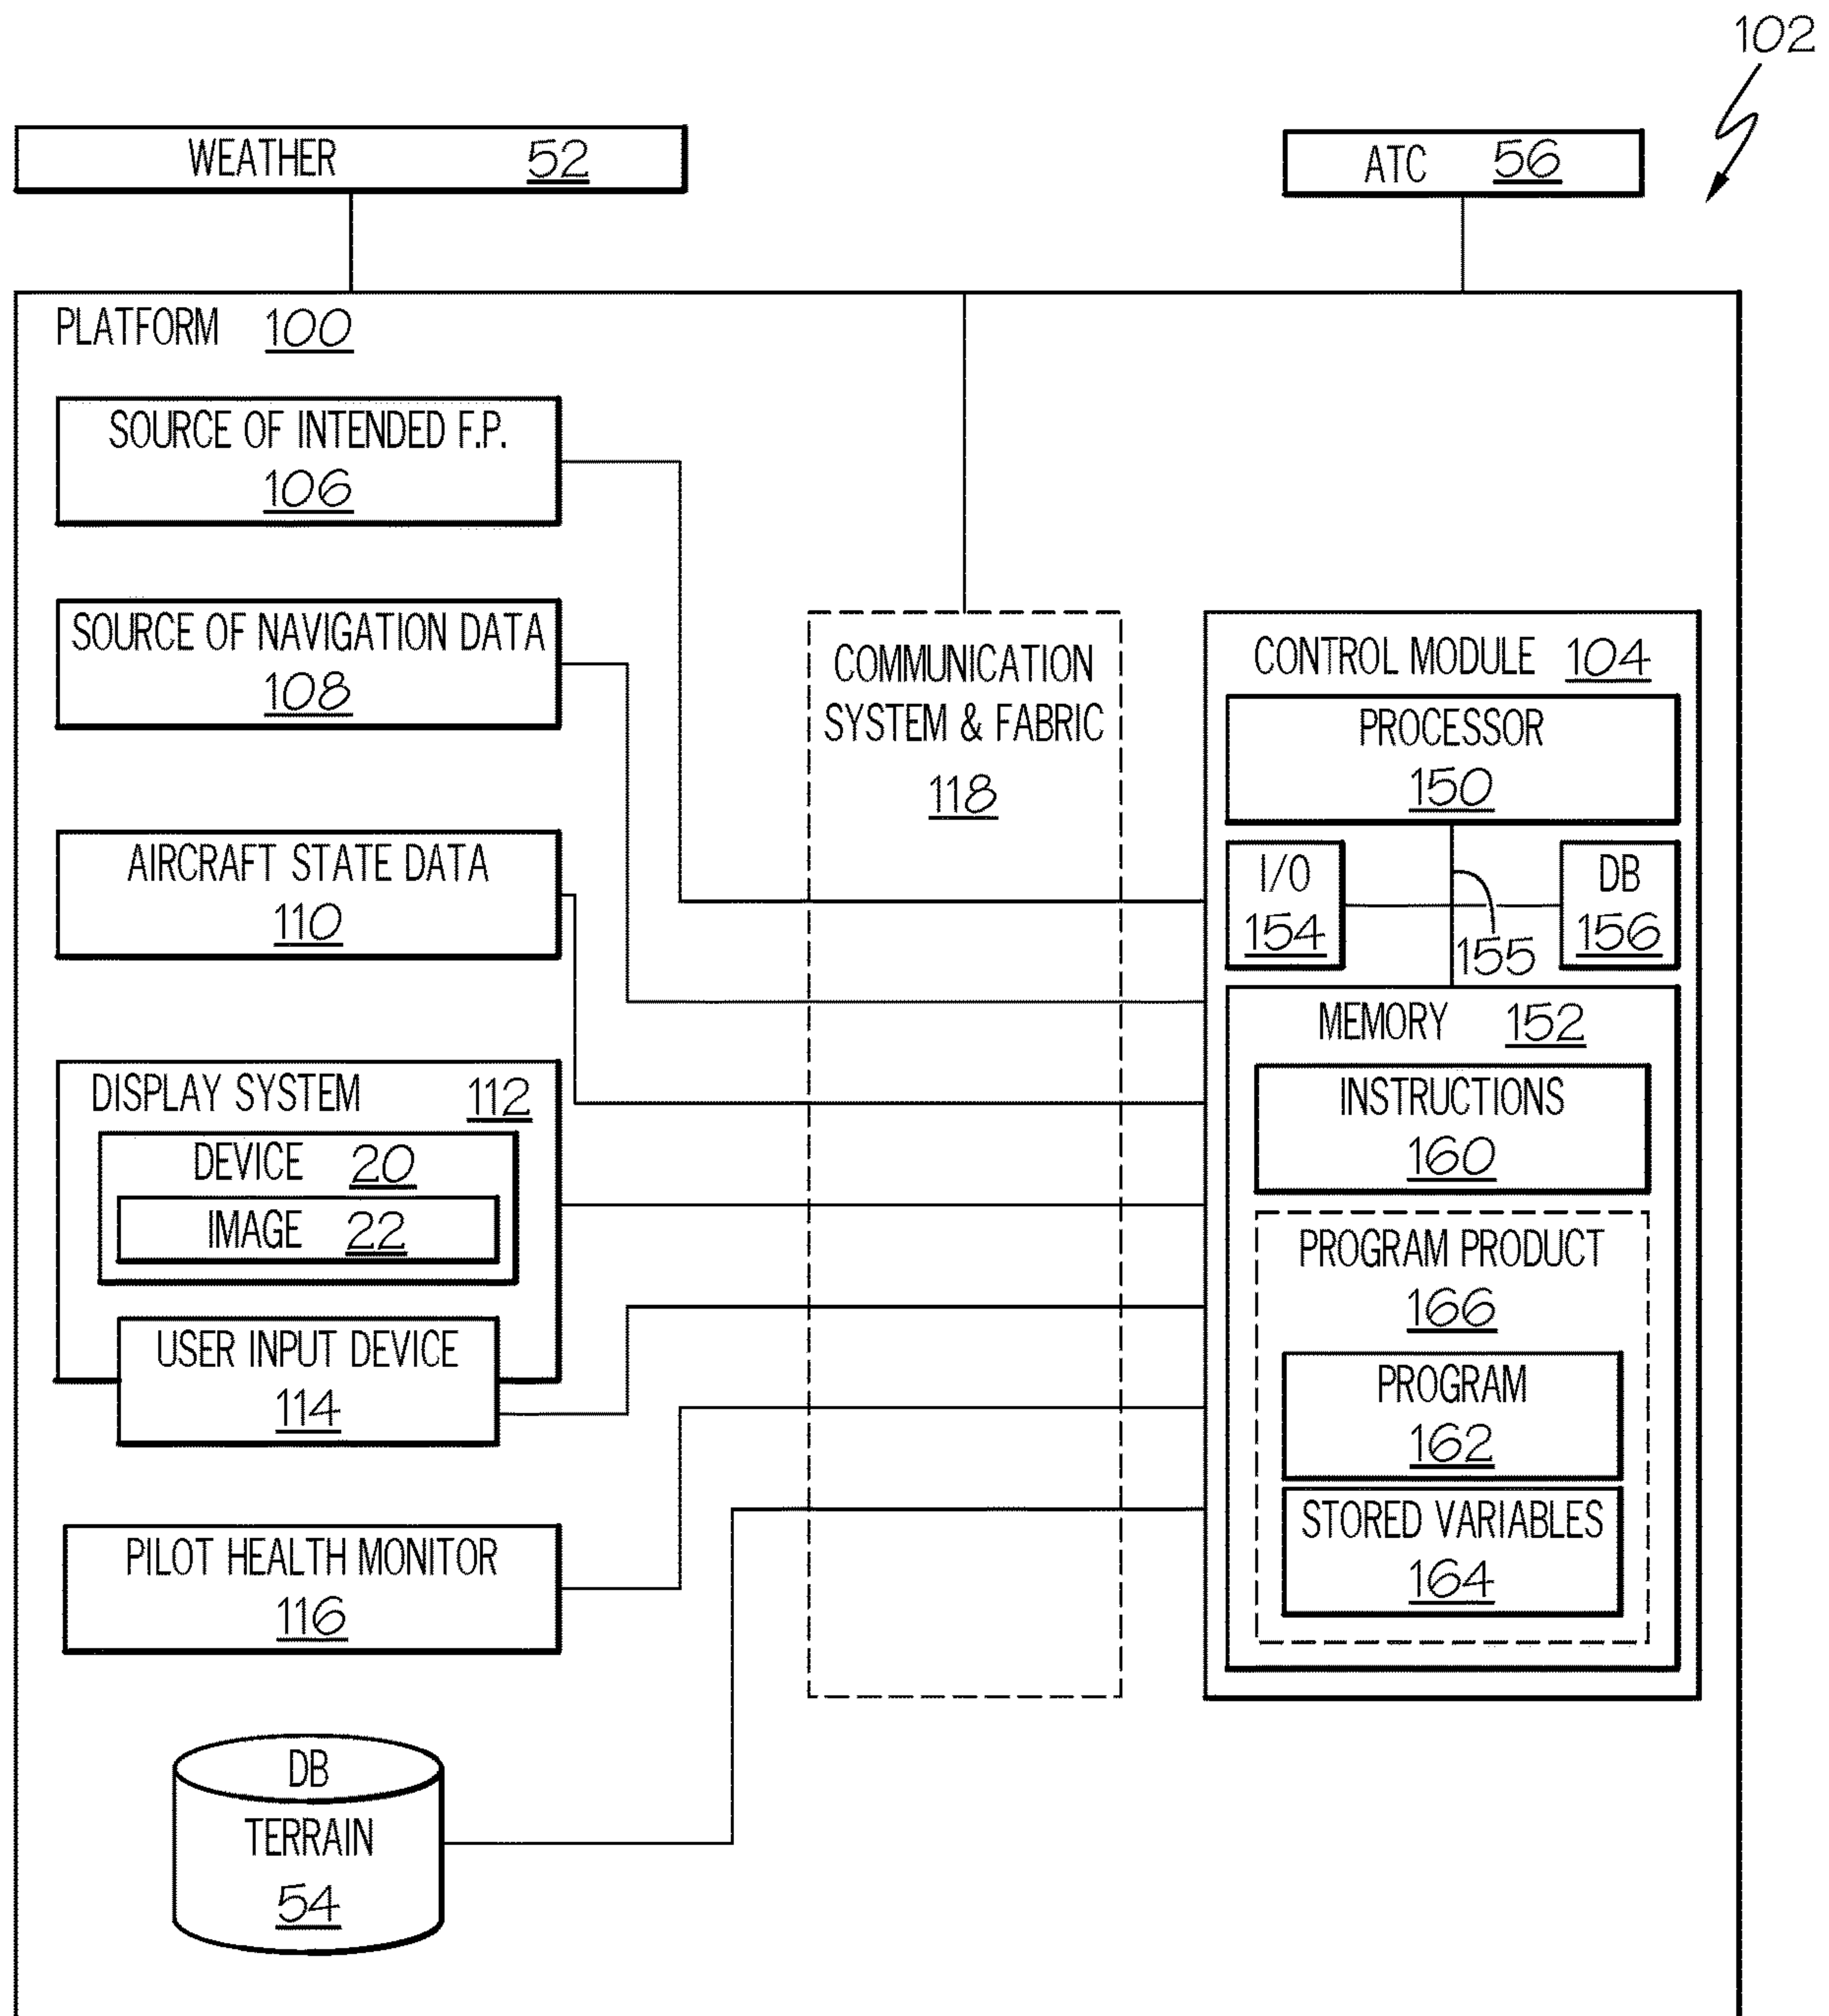 102
WEATHER 52
ATC 56
PLATFORM 100
SOURCE OF INTENDED F.P.
106
SOURCE OF NAVIGATION DATA
108
AIRCRAFT STATE DATA
110
DISPLAY SYSTEM 112
DEVICE 20
IMAGE 22
USER INPUT DEVICE
114
PILOT HEALTH MONITOR
116
DB
TERRAIN
54
COMMUNICATION
SYSTEM & FABRIC
118
CONTROL MODULE 104
PROCESSOR
150
I/O
154
155
DB
156
MEMORY 152
INSTRUCTIONS
160
PROGRAM PRODUCT
166
PROGRAM
162
STORED VARIABLES
164